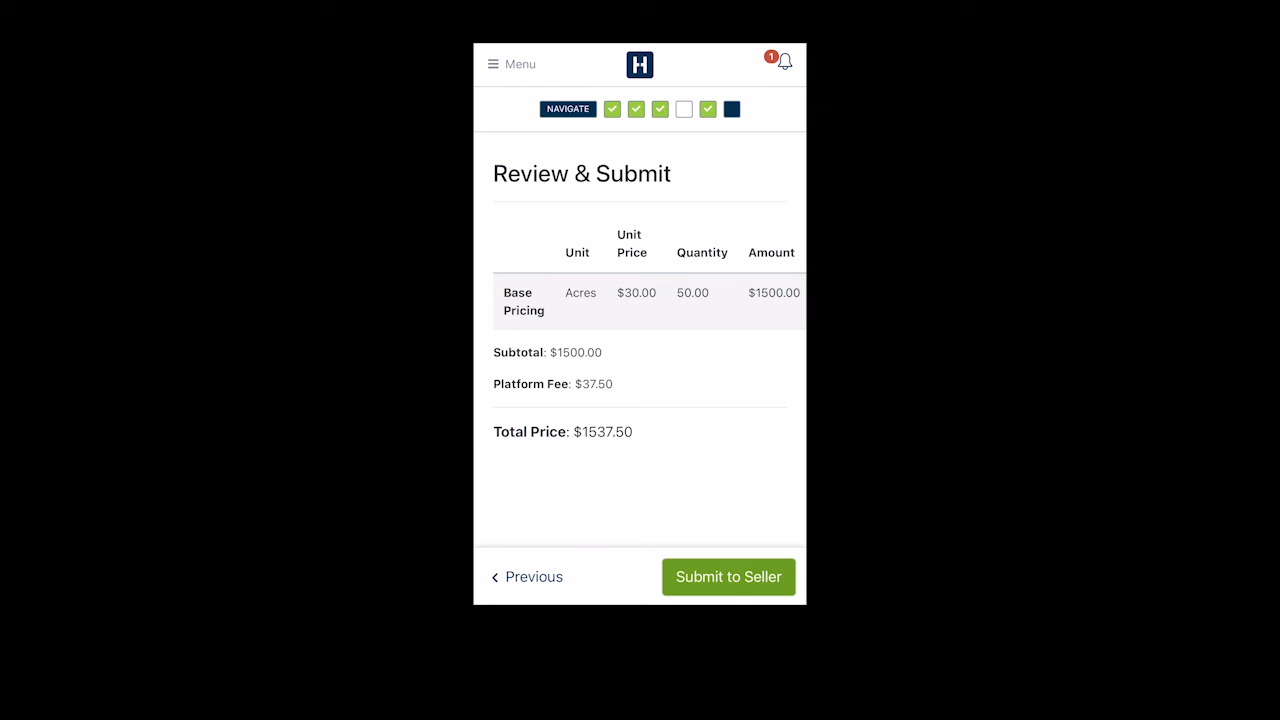 Menu
H
1
NAVIGATE
Review & Submit
Unit Unit Price Quantity Amount
Base Pricing Acres $30.00 50.00 $1500.00
Subtotal: $1500.00
Platform Fee: $37.50
Total Price: $1537.50
Previous
Submit to Seller